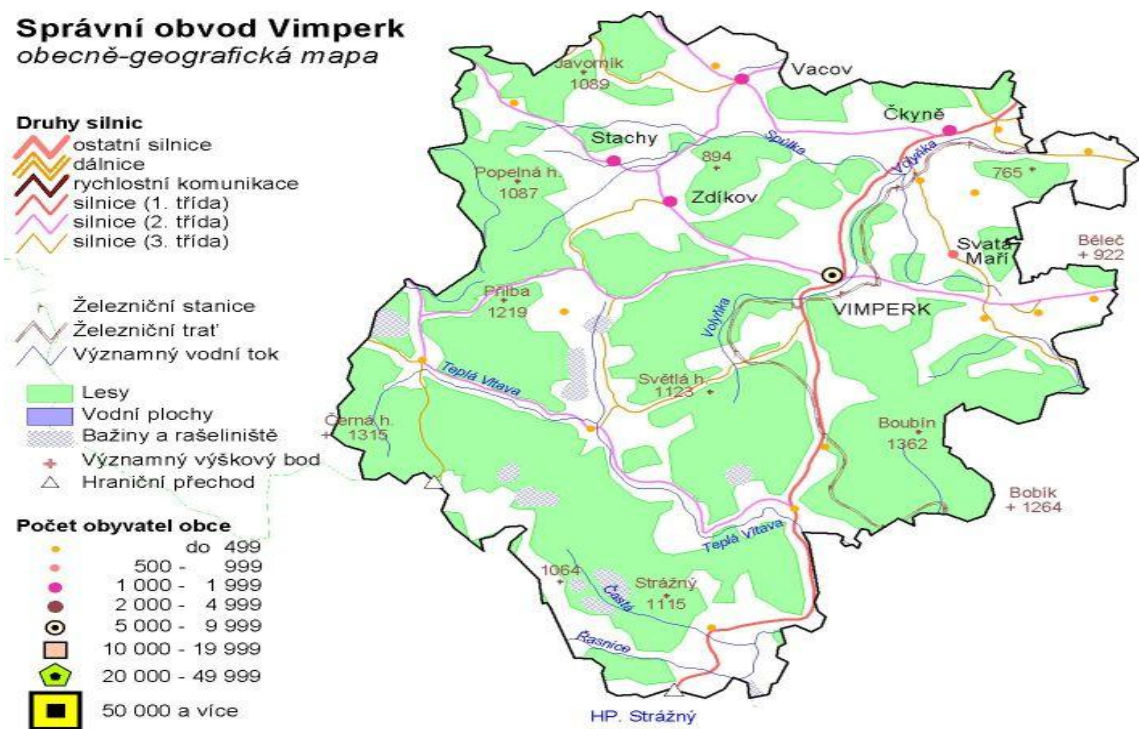 Správní obvod Vimperk
obecně-geografická mapa
Druhy silnic
ostatní silnice
dálnice
rychlostní komunikace
silnice (1. třída)
silnice (2. třída)
silnice (3. třída)
Železniční stanice
Železniční trať
Významný vodní tok
Lesy
Vodní plochy
Bažiny a rašeliniště
Významný výškový bod
Hraniční přechod
Počet obyvatel obce
do 499
500 - 999
1 000 - 1 999
2 000 - 4 999
5 000 - 9 999
10 000 - 19 999
20 000 - 49 999
50 000 a více
Javorník
1089
Vacov
Čkyně
Stachy
Spůlka
Volyňka
894
765
Popelná h.
1087
Zdíkov
Svatá
Maří
Běleč
+ 922
Přilba
1219
VIMPERK
Volyňka
Teplá Vltava
Světlá h.
1123
Černá h.
+ 1315
Boubín
1362
Bobík
+ 1264
Teplá Vltava
1064
Častá
Strážný
1115
Řasnice
HP. Strážný